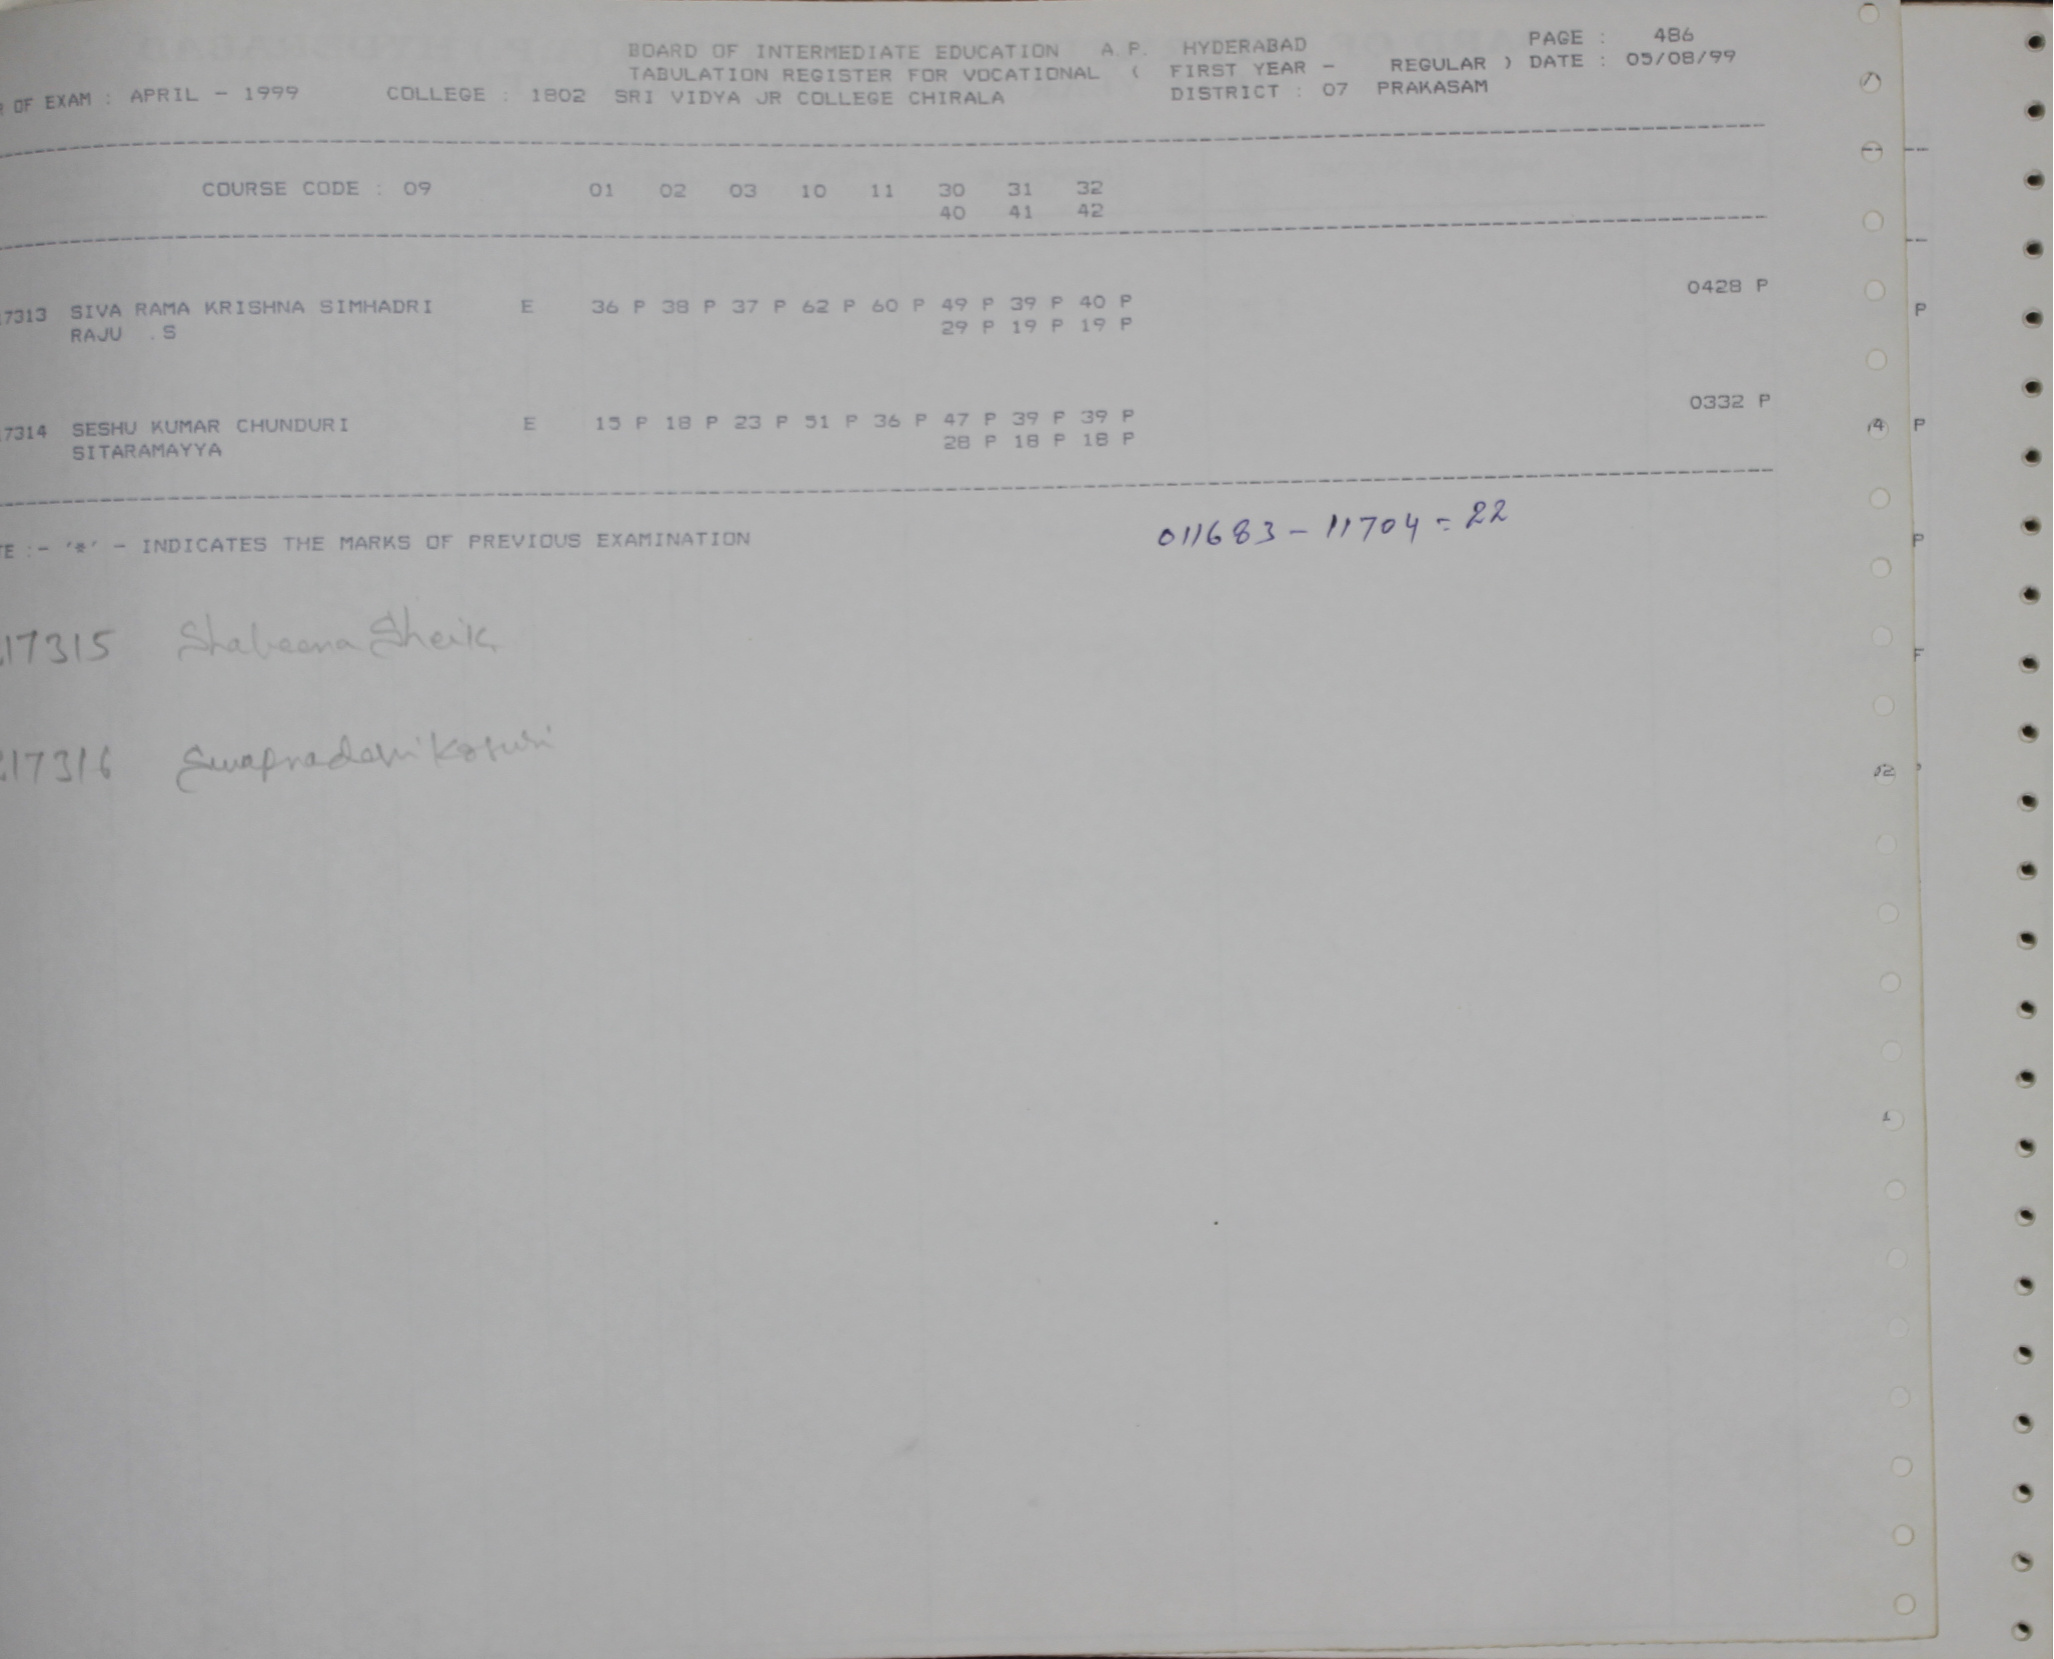 BOARD OF INTERMEDIATE EDUCATION A.P. HYDERABAD PAGE : 486
TABULATION REGISTER FOR VOCATIONAL ( FIRST YEAR - REGULAR ) DATE : 05/08/99
OF EXAM : APRIL - 1999 COLLEGE : 1802 SRI VIDYA JR COLLEGE CHIRALA DISTRICT : 07 PRAKASAM
COURSE CODE : 09 01 02 03 10 11 30 31 32
40 41 42
7313 SIVA RAMA KRISHNA SIMHADRI E 36 P 38 P 37 P 62 P 60 P 49 P 39 P 40 P 0428 P
RAJU .S 29 P 19 P 19 P
7314 SESHU KUMAR CHUNDURI E 15 P 18 P 23 P 51 P 36 P 47 P 39 P 39 P 0332 P
SITARAMAYYA 28 P 18 P 18 P
TE :- '*' - INDICATES THE MARKS OF PREVIOUS EXAMINATION
011683 - 11704 = 22
17315 Shabeena Sheik
17316
P
P
P
F